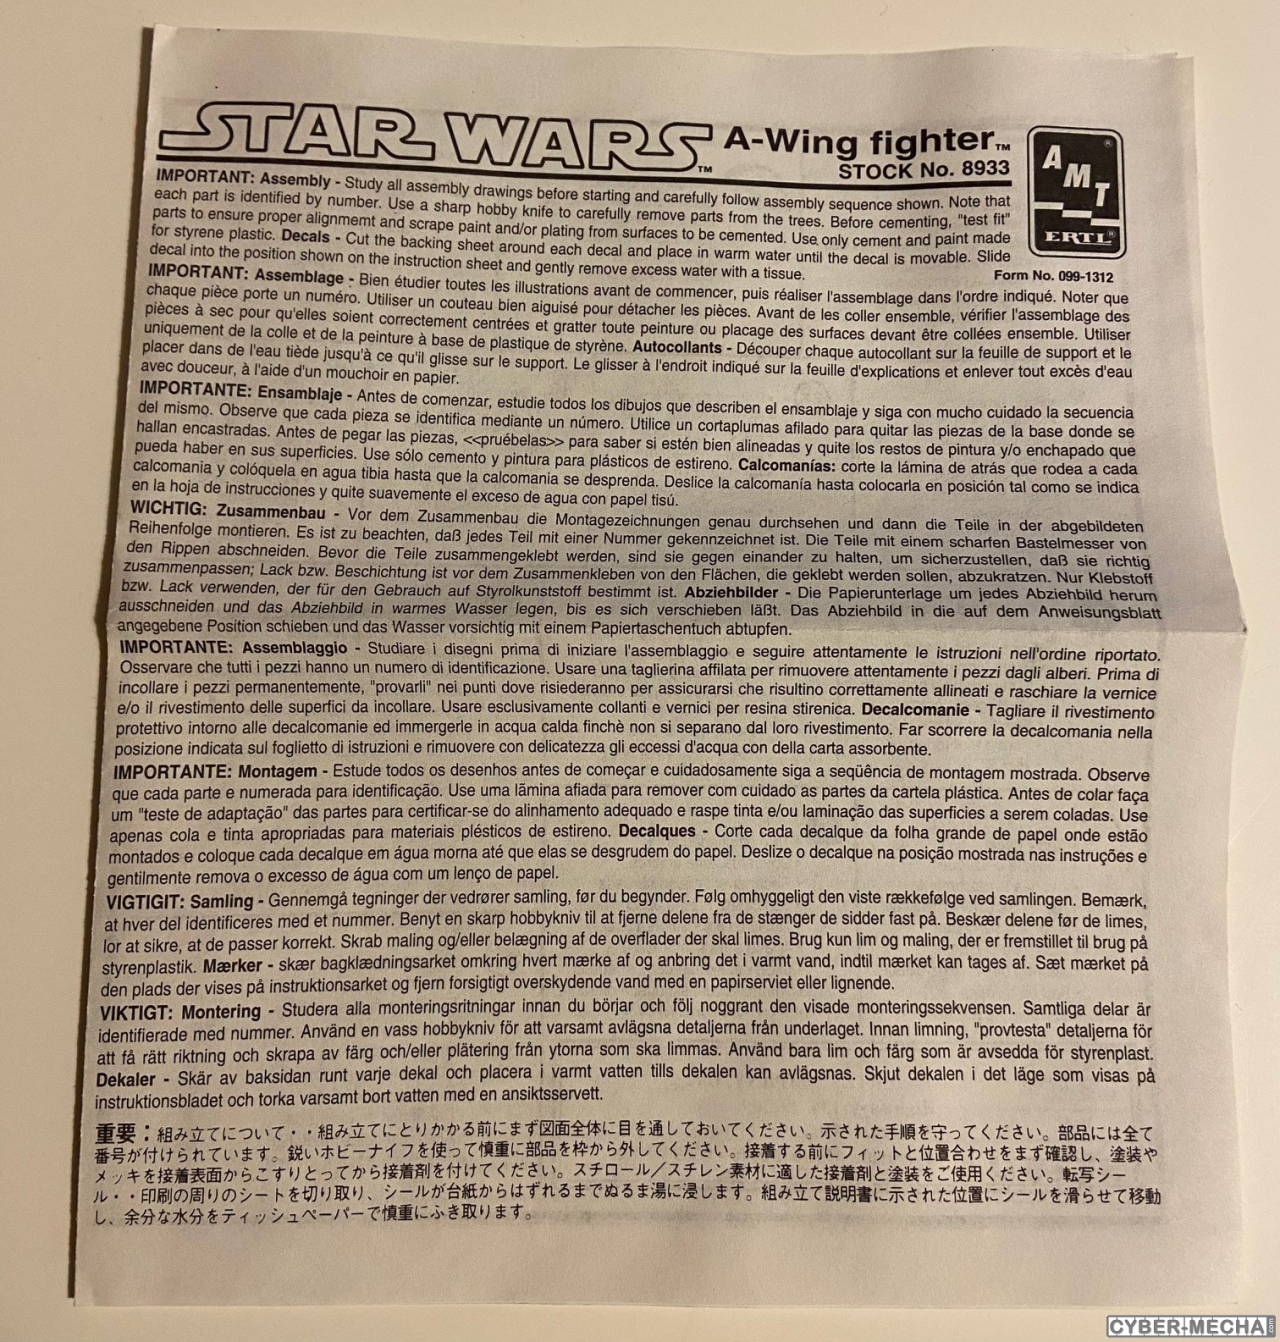 STAR WARS™ A-Wing fighter™
STOCK No. 8933
AMT®
ERTL®
IMPORTANT: Assembly - Study all assembly drawings before starting and carefully follow assembly sequence shown. Note that
each part is identified by number. Use a sharp hobby knife to carefully remove parts from the trees. Before cementing, "test fit"
parts to ensure proper alignmemt and scrape paint and/or plating from surfaces to be cemented. Use only cement and paint made
for styrene plastic. Decals - Cut the backing sheet around each decal and place in warm water until the decal is movable. Slide
decal into the position shown on the instruction sheet and gently remove excess water with a tissue.
Form No. 099-1312
IMPORTANT: Assemblage - Bien étudier toutes les illustrations avant de commencer, puis réaliser l'assemblage dans l'ordre indiqué. Noter que
chaque pièce porte un numéro. Utiliser un couteau bien aiguisé pour détacher les pièces. Avant de les coller ensemble, vérifier l'assemblage des
pièces à sec pour qu'elles soient correctement centrées et gratter toute peinture ou placage des surfaces devant être collées ensemble. Utiliser
uniquement de la colle et de la peinture à base de plastique de styrène. Autocollants - Découper chaque autocollant sur la feuille de support et le
placer dans de l'eau tiède jusqu'à ce qu'il glisse sur le support. Le glisser à l'endroit indiqué sur la feuille d'explications et enlever tout excès d'eau
avec douceur, à l'aide d'un mouchoir en papier.
IMPORTANTE: Ensamblaje - Antes de comenzar, estudie todos los dibujos que describen el ensamblaje y siga con mucho cuidado la secuencia
del mismo. Observe que cada pieza se identifica mediante un número. Utilice un cortaplumas afilado para quitar las piezas de la base donde se
hallan encastradas. Antes de pegar las piezas, <<pruébelas>> para saber si estén bien alineadas y quite los restos de pintura y/o enchapado que
pueda haber en sus superficies. Use sólo cemento y pintura para plásticos de estireno. Calcomanías: corte la lámina de atrás que rodea a cada
calcomania y colóquela en agua tibia hasta que la calcomania se desprenda. Deslice la calcomanía hasta colocarla en posición tal como se indica
en la hoja de instrucciones y quite suavemente el exceso de agua con papel tisú.
WICHTIG: Zusammenbau - Vor dem Zusammenbau die Montagezeichnungen genau durchsehen und dann die Teile in der abgebildeten
Reihenfolge montieren. Es ist zu beachten, daß jedes Teil mit einer Nummer gekennzeichnet ist. Die Teile mit einem scharfen Bastelmesser von
den Rippen abschneiden. Bevor die Teile zusammengeklebt werden, sind sie gegen einander zu halten, um sicherzustellen, daß sie richtig
zusammenpassen; Lack bzw. Beschichtung ist vor dem Zusammenkleben von den Flächen, die geklebt werden sollen, abzukratzen. Nur Klebstoff
bzw. Lack verwenden, der für den Gebrauch auf Styrolkunststoff bestimmt ist. Abziehbilder - Die Papierunterlage um jedes Abziehbild herum
ausschneiden und das Abziehbild in warmes Wasser legen, bis es sich verschieben läßt. Das Abziehbild in die auf dem Anweisungsblatt
angegebene Position schieben und das Wasser vorsichtig mit einem Papiertaschentuch abtupfen.
IMPORTANTE: Assemblaggio - Studiare i disegni prima di iniziare l'assemblaggio e seguire attentamente le istruzioni nell'ordine riportato.
Osservare che tutti i pezzi hanno un numero di identificazione. Usare una taglierina affilata per rimuovere attentamente i pezzi dagli alberi. Prima di
incollare i pezzi permanentemente, "provarli" nei punti dove risiederanno per assicurarsi che risultino correttamente allineati e raschiare la vernice
e/o il rivestimento delle superfici da incollare. Usare esclusivamente collanti e vernici per resina stirenica. Decalcomanie - Tagliare il rivestimento
protettivo intorno alle decalcomanie ed immergerle in acqua calda finchè non si separano dal loro rivestimento. Far scorrere la decalcomania nella
posizione indicata sul foglietto di istruzioni e rimuovere con delicatezza gli eccessi d'acqua con della carta assorbente.
IMPORTANTE: Montagem - Estude todos os desenhos antes de começar e cuidadosamente siga a seqüência de montagem mostrada. Observe
que cada parte e numerada para identificação. Use uma lãmina afiada para remover com cuidado as partes da cartela plástica. Antes de colar faça
um "teste de adaptação" das partes para certificar-se do alinhamento adequado e raspe tinta e/ou laminação das superficies a serem coladas. Use
apenas cola e tinta apropriadas para materiais plésticos de estireno. Decalques - Corte cada decalque da folha grande de papel onde estão
montados e coloque cada decalque em água morna até que elas se desgrudem do papel. Deslize o decalque na posição mostrada nas instruções e
gentilmente remova o excesso de água com um lenço de papel.
VIGTIGIT: Samling - Gennemgå tegninger der vedrører samling, før du begynder. Følg omhyggeligt den viste rækkefølge ved samlingen. Bemærk,
at hver del identificeres med et nummer. Benyt en skarp hobbykniv til at fjerne delene fra de stænger de sidder fast på. Beskær delene før de limes,
lor at sikre, at de passer korrekt. Skrab maling og/eller belægning af de overflader der skal limes. Brug kun lim og maling, der er fremstillet til brug på
styrenplastik. Mærker - skær bagklædningsarket omkring hvert mærke af og anbring det i varmt vand, indtil mærket kan tages af. Sæt mærket på
den plads der vises på instruktionsarket og fjern forsigtigt overskydende vand med en papirserviet eller lignende.
VIKTIGT: Montering - Studera alla monteringsritningar innan du börjar och följ noggrant den visade monteringssekvensen. Samtliga delar är
identifierade med nummer. Använd en vass hobbykniv för att varsamt avlägsna detaljerna från underlaget. Innan limning, "provtesta" detaljerna för
att få rätt riktning och skrapa av färg och/eller plätering från ytorna som ska limmas. Använd bara lim och färg som är avsedda för styrenplast.
Dekaler - Skär av baksidan runt varje dekal och placera i varmt vatten tills dekalen kan avlägsnas. Skjut dekalen i det läge som visas på
instruktionsbladet och torka varsamt bort vatten med en ansiktsservett.
重要：組み立てについて・・組み立てにとりかかる前にまず図面全体に目を通しておいてください。示された手順を守ってください。部品には全て
番号が付けられています。鋭いホビーナイフを使って慎重に部品を枠から外してください。接着する前にフィットと位置合わせをまず確認し、塗装や
メッキを接着表面からこすりとってから接着剤を付けてください。スチロール／スチレン素材に適した接着剤と塗装をご使用ください。転写シー
ル・・印刷の周りのシートを切り取り、シールが台紙からはずれるまでぬるま湯に浸します。組み立て説明書に示された位置にシールを滑らせて移動
し、余分な水分をティッシュペーパーで慎重にふき取ります。
CYBER-MECHA.com